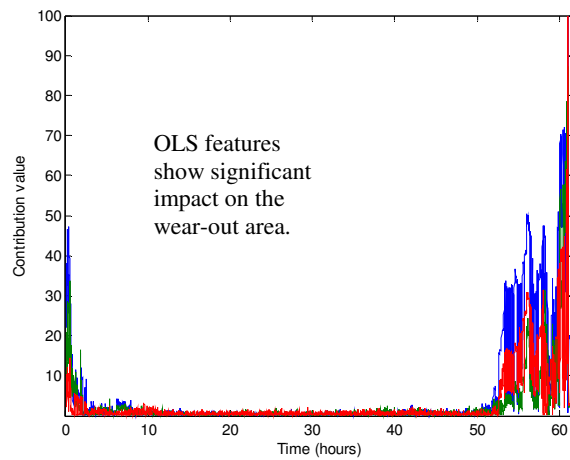 100
90
80
70
60
50
40
30
20
10
Contribution value
OLS features
show significant
impact on the
wear-out area.
0 10 20 30 40 50 60
Time (hours)